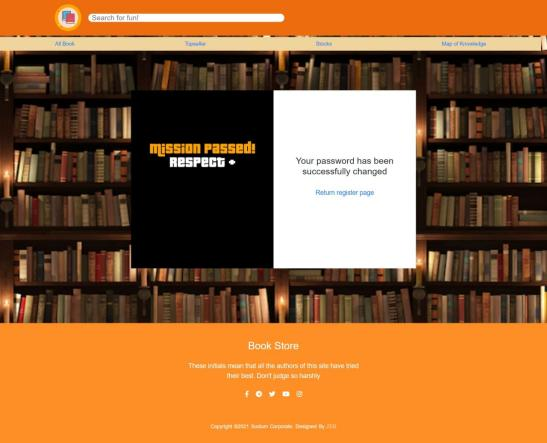 Search for fun!
All Book
Topseller
Stocks
Map of Knowledge
mission passed!
RESPECT +
Your password has been
successfully changed
Return register page
Book Store
These initials mean that all the authors of this site have tried
their best. Don't judge so harshly
Copyright ©2021 Sodium Corporate. Designed By